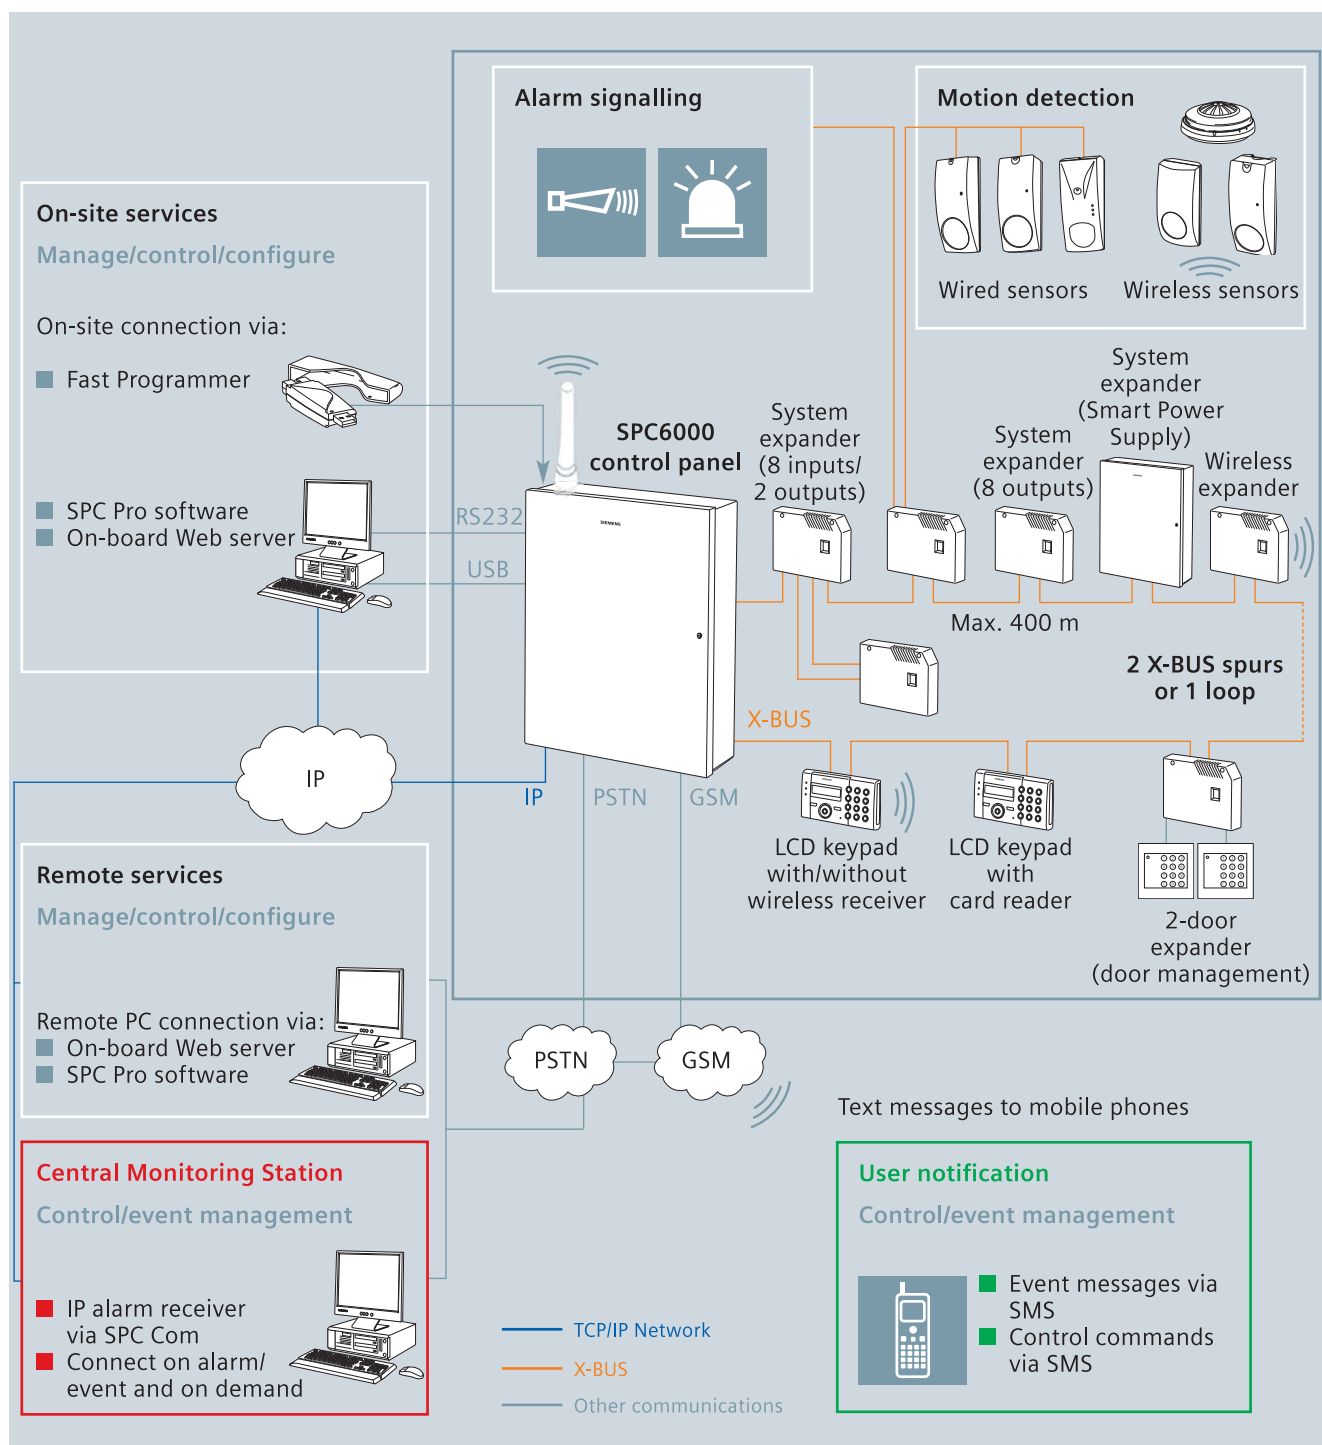 Alarm signalling
Motion detection
Wired sensors
Wireless sensors
On-site services
Manage/control/configure
On-site connection via:
Fast Programmer
SPC Pro software
On-board Web server
RS232
USB
SPC6000
control panel
SIEMENS
System
expander
(8 inputs/
2 outputs)
System
expander
(8 outputs)
System
expander
(Smart Power
Supply)
Wireless
expander
Max. 400 m
2 X-BUS spurs
or 1 loop
X-BUS
IP
IP
PSTN
GSM
LCD keypad
with/without
wireless receiver
LCD keypad
with
card reader
2-door
expander
(door management)
Remote services
Manage/control/configure
Remote PC connection via:
On-board Web server
SPC Pro software
PSTN
GSM
Text messages to mobile phones
Central Monitoring Station
Control/event management
IP alarm receiver
via SPC Com
Connect on alarm/
event and on demand
User notification
Control/event management
Event messages via
SMS
Control commands
via SMS
TCP/IP Network
X-BUS
Other communications